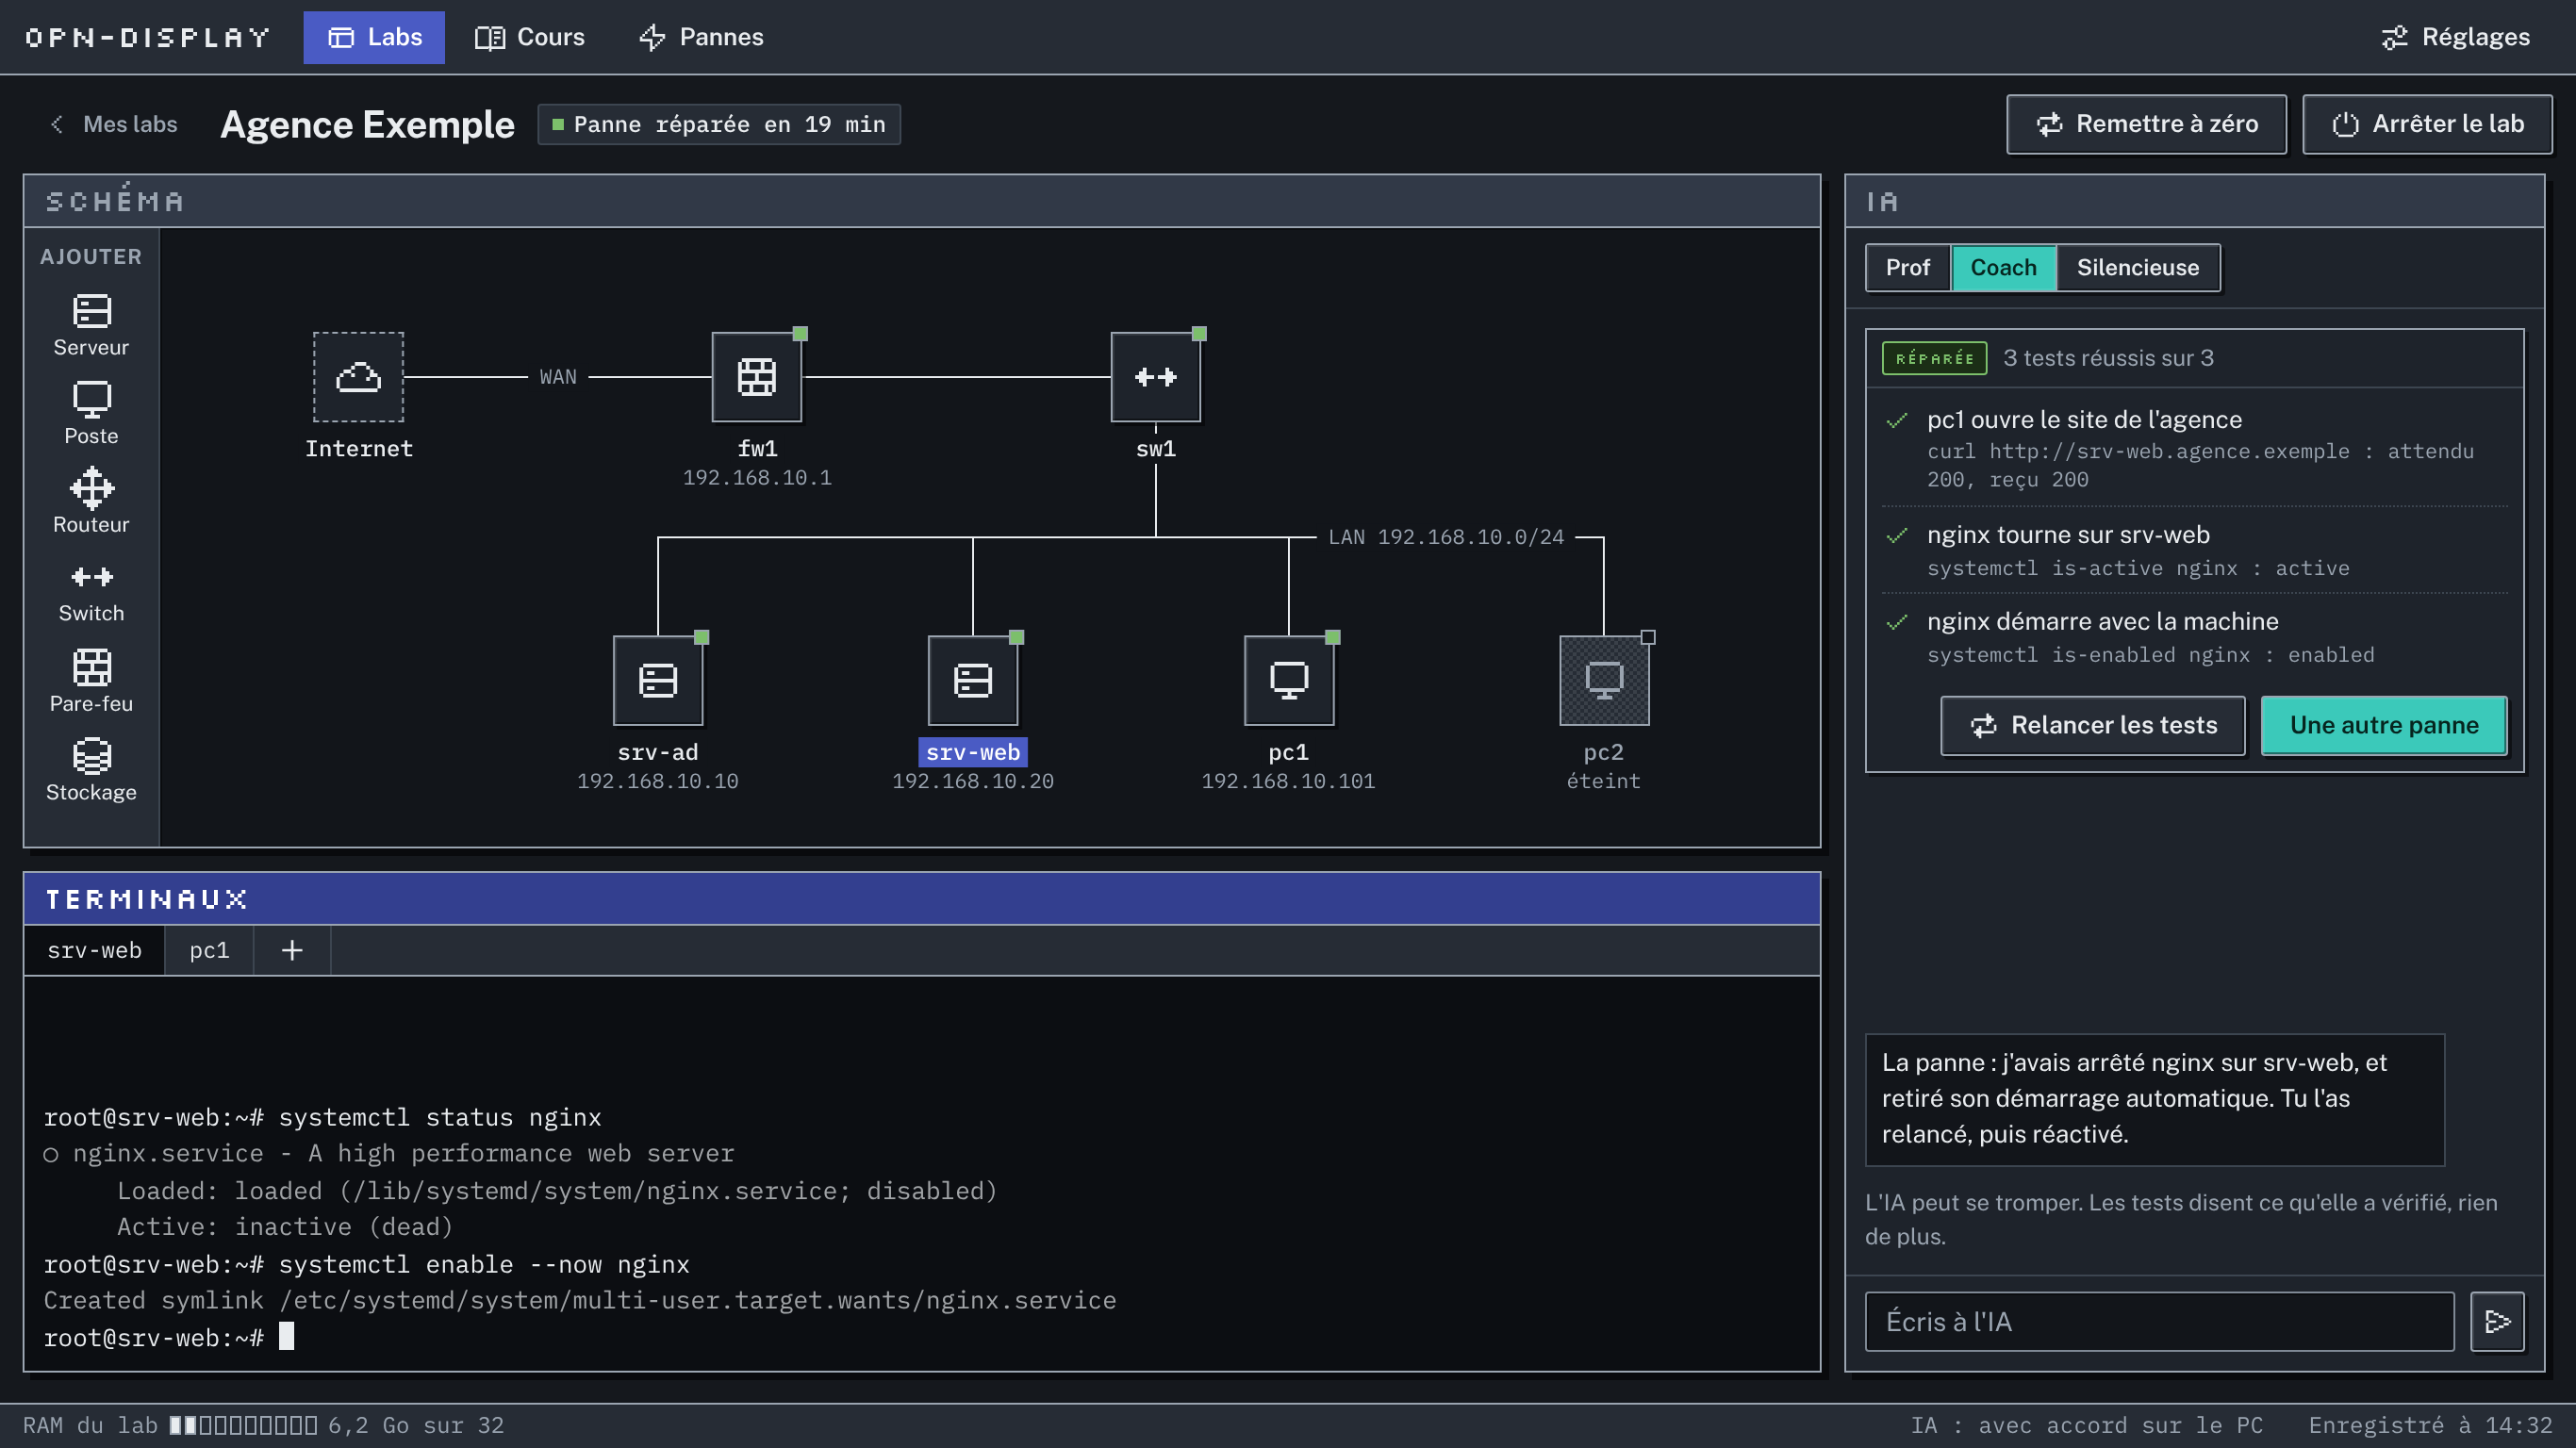 OPN-DISPLAY
Labs
Cours
Pannes
Réglages
Mes labs
Agence Exemple
Panne réparée en 19 min
Remettre à zéro
Arrêter le lab
SCHÉMA
AJOUTER
Serveur
Poste
Routeur
Switch
Pare-feu
Stockage
WAN
Internet
fw1
192.168.10.1
sw1
LAN 192.168.10.0/24
srv-ad
192.168.10.10
srv-web
192.168.10.20
pc1
192.168.10.101
pc2
éteint
TERMINAUX
srv-web
pc1
+
root@srv-web:~# systemctl status nginx
○ nginx.service - A high performance web server
Loaded: loaded (/lib/systemd/system/nginx.service; disabled)
Active: inactive (dead)
root@srv-web:~# systemctl enable --now nginx
Created symlink /etc/systemd/system/multi-user.target.wants/nginx.service
root@srv-web:~#
IA
Prof
Coach
Silencieuse
RÉPARÉE
3 tests réussis sur 3
pc1 ouvre le site de l'agence
curl http://srv-web.agence.exemple : attendu
200, reçu 200
nginx tourne sur srv-web
systemctl is-active nginx : active
nginx démarre avec la machine
systemctl is-enabled nginx : enabled
Relancer les tests
Une autre panne
La panne : j'avais arrêté nginx sur srv-web, et
retiré son démarrage automatique. Tu l'as
relancé, puis réactivé.
L'IA peut se tromper. Les tests disent ce qu'elle a vérifié, rien
de plus.
Écris à l'IA
RAM du lab
6,2 Go sur 32
IA : avec accord sur le PC
Enregistré à 14:32